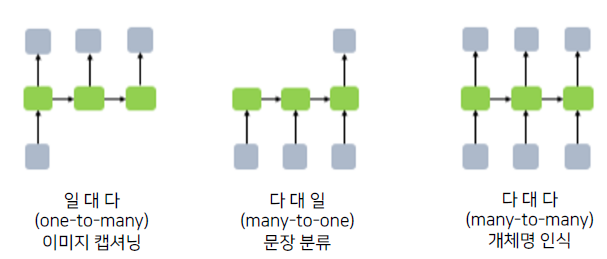 일 대 다
(one-to-many)
이미지 캡셔닝
다 대 일
(many-to-one)
문장 분류
다 대 다
(many-to-many)
개체명 인식